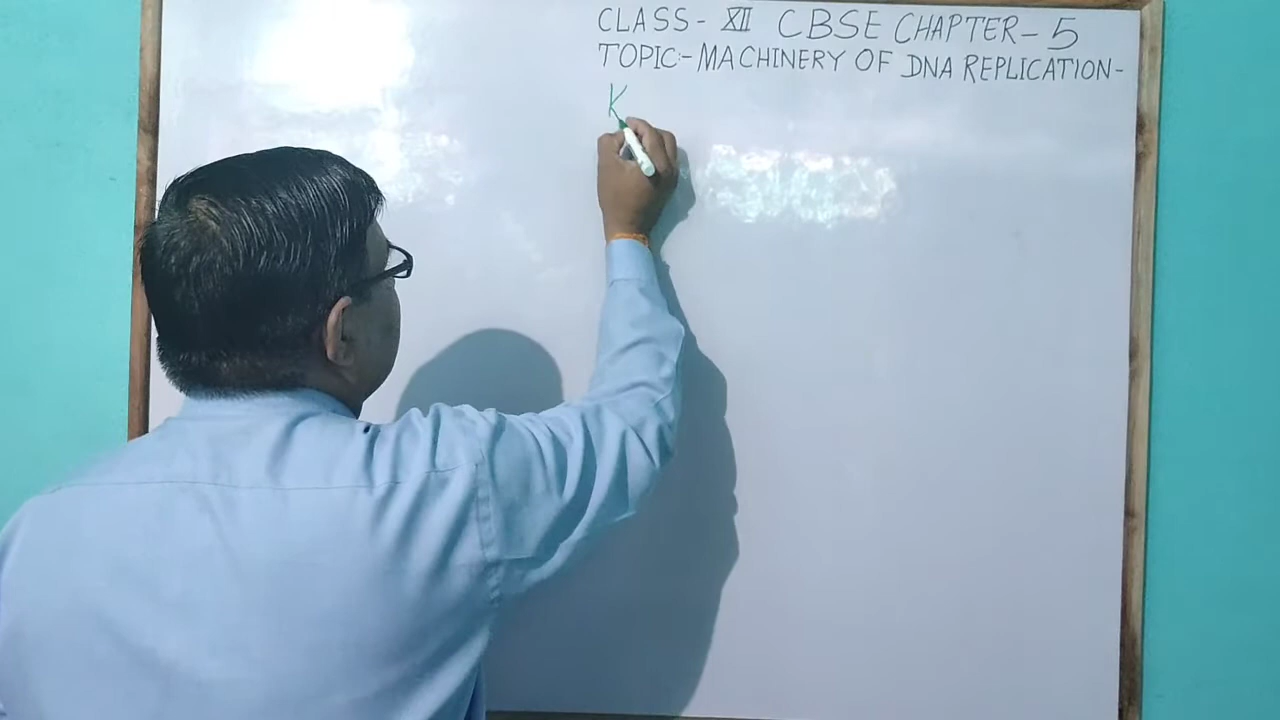 CLASS- XII CBSE CHAPTER-5
TOPIC:-MACHINERY OF DNA REPLICATION-
K